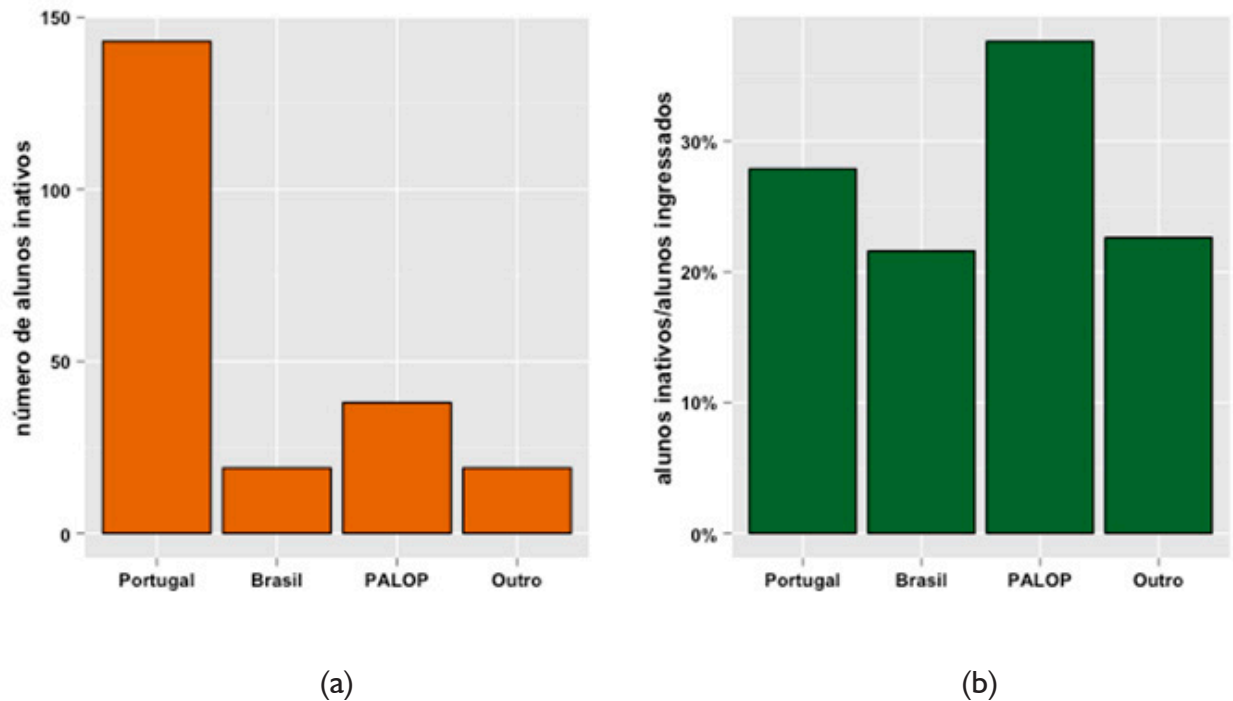 número de alunos inativos
150
100
50
0
Portugal Brasil PALOP Outro
(a)
alunos inativos/alunos ingressados
30%
20%
10%
0%
Portugal Brasil PALOP Outro
(b)